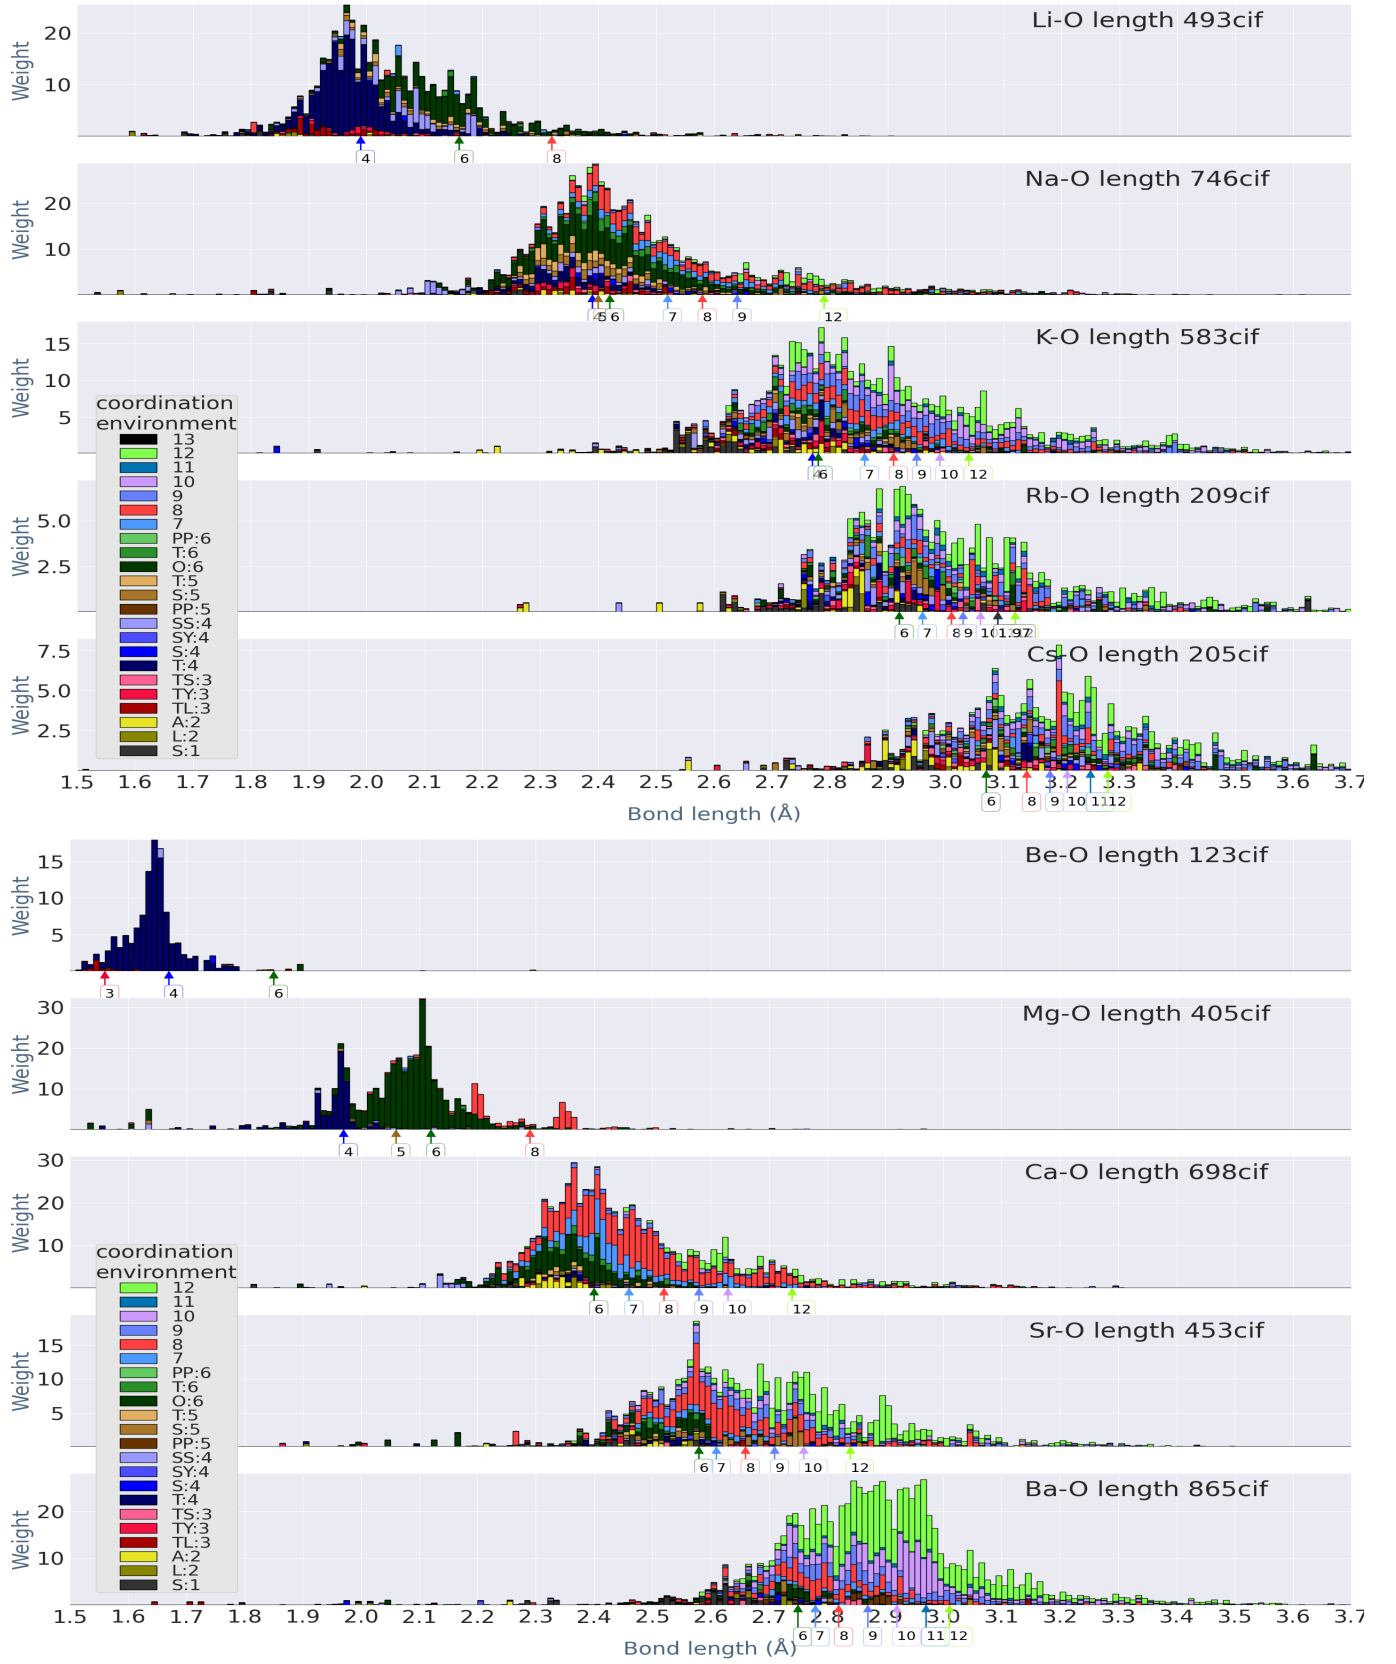 Li-O length 493cif
Weight
20
10
4 6 8
Na-O length 746cif
Weight
20
10
5 6 7 8 9 12
K-O length 583cif
Weight
15
10
5
6 7 8 9 10 12
coordination
environment
13
12
11
10
9
8
7
PP:6
T:6
O:6
T:5
S:5
PP:5
SS:4
SY:4
S:4
T:4
TS:3
TY:3
TL:3
A:2
L:2
S:1
Rb-O length 209cif
Weight
5.0
2.5
6 7 8 9
Cs-O length 205cif
Weight
7.5
5.0
2.5
1.5 1.6 1.7 1.8 1.9 2.0 2.1 2.2 2.3 2.4 2.5 2.6 2.7 2.8 2.9 3.0 3.1 3.2 3.3 3.4 3.5 3.6 3.7
6 8 9 10 11 12
Bond length (Å)
Be-O length 123cif
Weight
15
10
5
3 4 6
Mg-O length 405cif
Weight
30
20
10
4 5 6 8
Ca-O length 698cif
Weight
30
20
10
6 7 8 9 10 12
coordination
environment
12
11
10
9
8
7
PP:6
T:6
O:6
T:5
S:5
PP:5
SS:4
SY:4
S:4
T:4
TS:3
TY:3
TL:3
A:2
L:2
S:1
Sr-O length 453cif
Weight
15
10
5
6 7 8 9 10 12
Ba-O length 865cif
Weight
20
10
1.5 1.6 1.7 1.8 1.9 2.0 2.1 2.2 2.3 2.4 2.5 2.6 2.7 2.8 2.9 3.0 3.1 3.2 3.3 3.4 3.5 3.6 3.7
6 7 8 9 10 11 12
Bond length (Å)